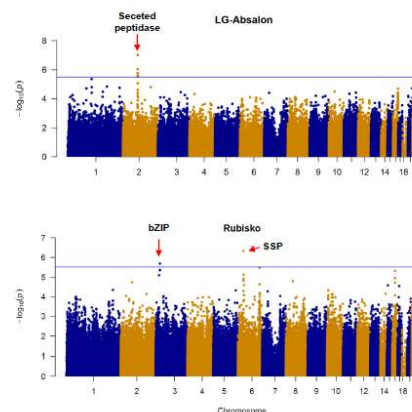 Seceted
peptidase
LG-Absalon
8
6
4
2
0
−log10(p)
1 2 3 4 5 6 7 8 9 10 12 14 18
bZIP
Rubisko
SSP
7
6
5
4
3
2
1
0
−log10(p)
1 2 3 4 5 6 7 8 9 10 12 14 18
Chromosome